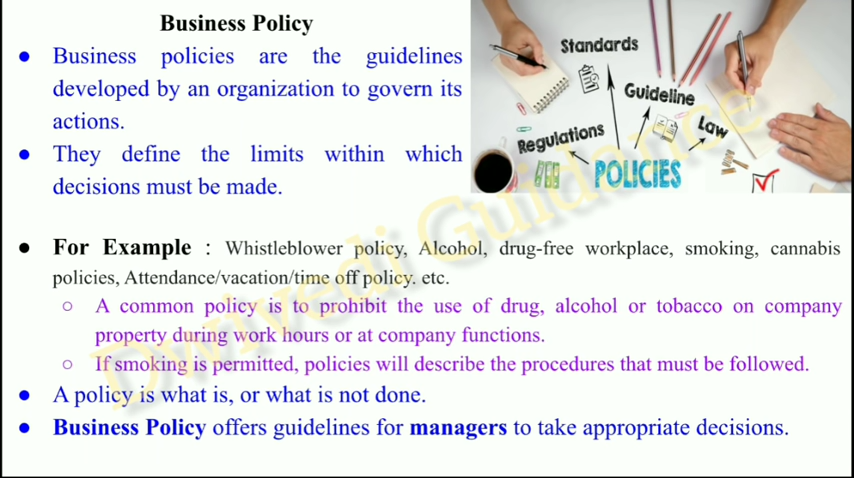 Business Policy
● Business policies are the guidelines
developed by an organization to govern its
actions.
● They define the limits within which
decisions must be made.
Standards
Guideline
Law
Regulations
POLICIES
● For Example : Whistleblower policy, Alcohol, drug-free workplace, smoking, cannabis
policies, Attendance/vacation/time off policy. etc.
○ A common policy is to prohibit the use of drug, alcohol or tobacco on company
property during work hours or at company functions.
○ If smoking is permitted, policies will describe the procedures that must be followed.
● A policy is what is, or what is not done.
● Business Policy offers guidelines for managers to take appropriate decisions.
Dwivedi Guidance